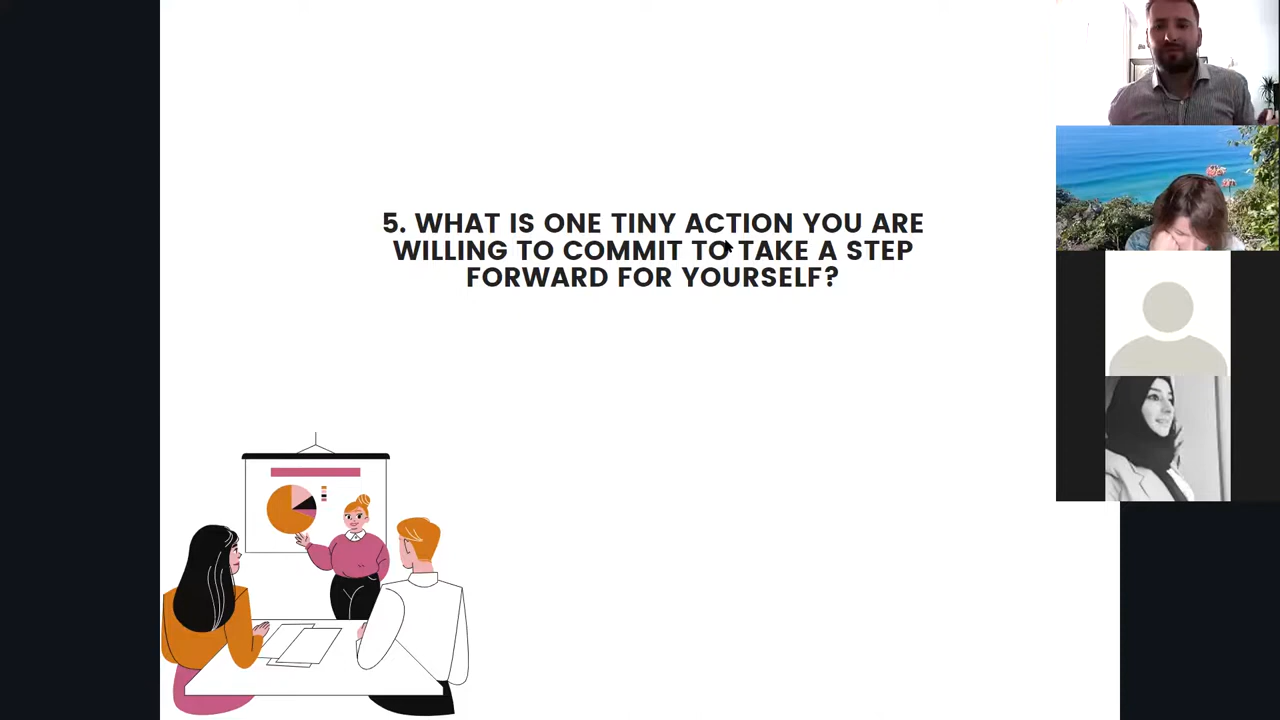 5. WHAT IS ONE TINY ACTION YOU ARE
WILLING TO COMMIT TO TAKE A STEP
FORWARD FOR YOURSELF?